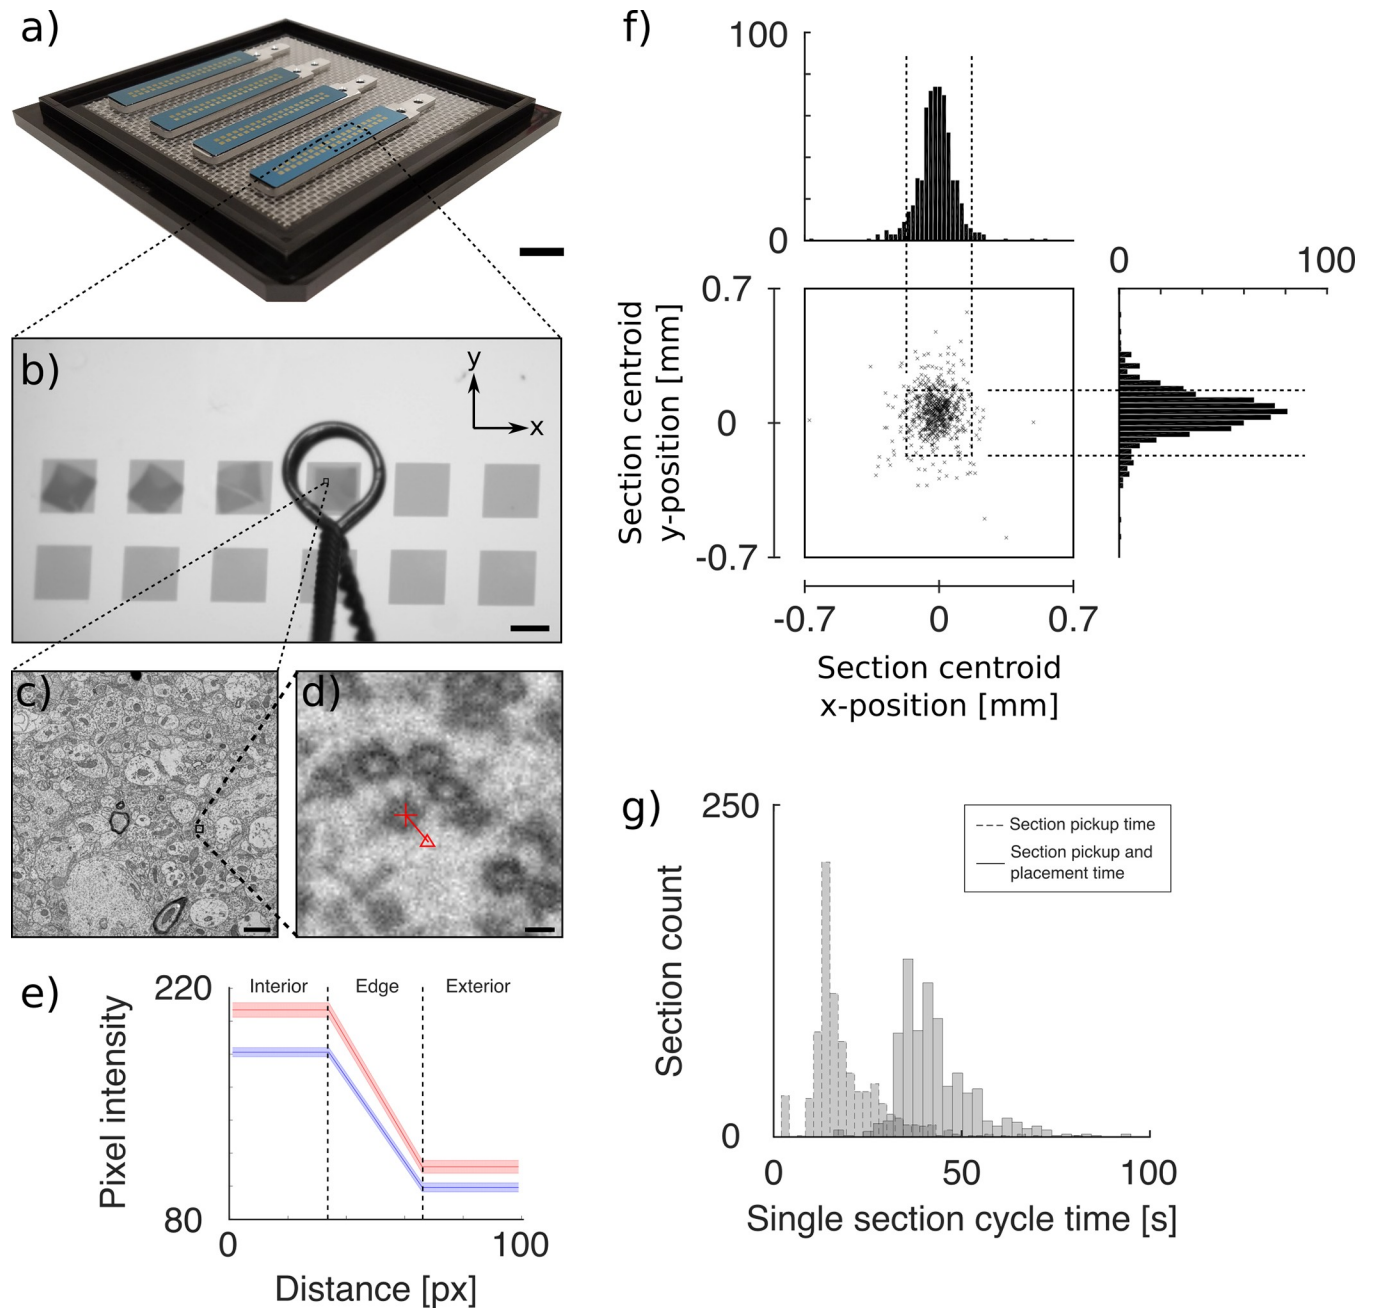 a)
b)
y
x
c)
d)
e)
220
80
Pixel intensity
Interior
Edge
Exterior
0
100
Distance [px]
f)
100
0
0
100
0.7
0
-0.7
Section centroid
y-position [mm]
-0.7
0
0.7
Section centroid
x-position [mm]
g)
250
0
Section count
Section pickup time
Section pickup and
placement time
0
50
100
Single section cycle time [s]